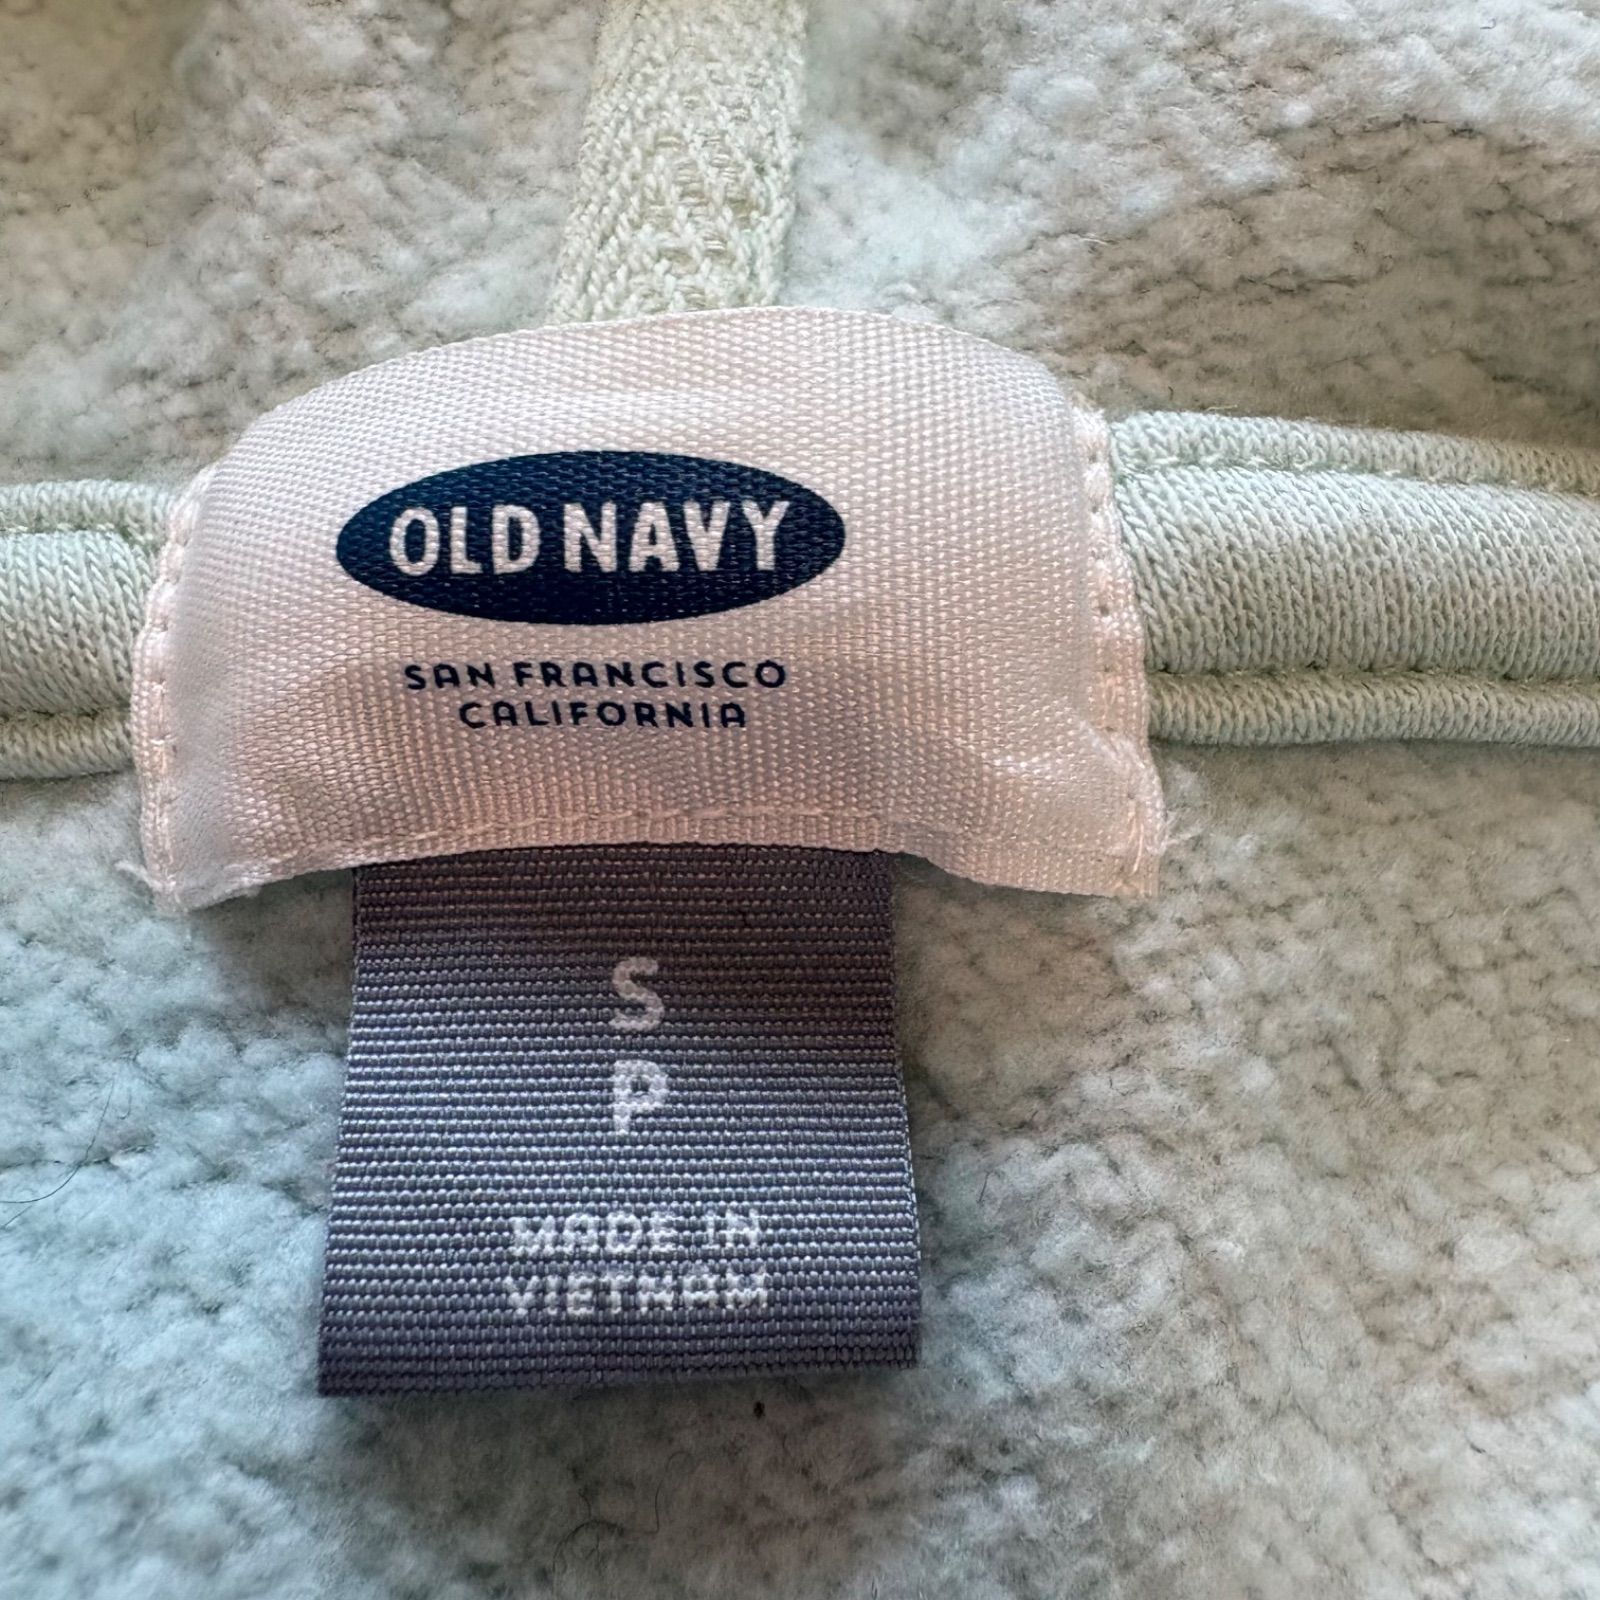 OLD NAVY
SAN FRANCISCO
CALIFORNIA
S
P
MADE IN
VIETNAM